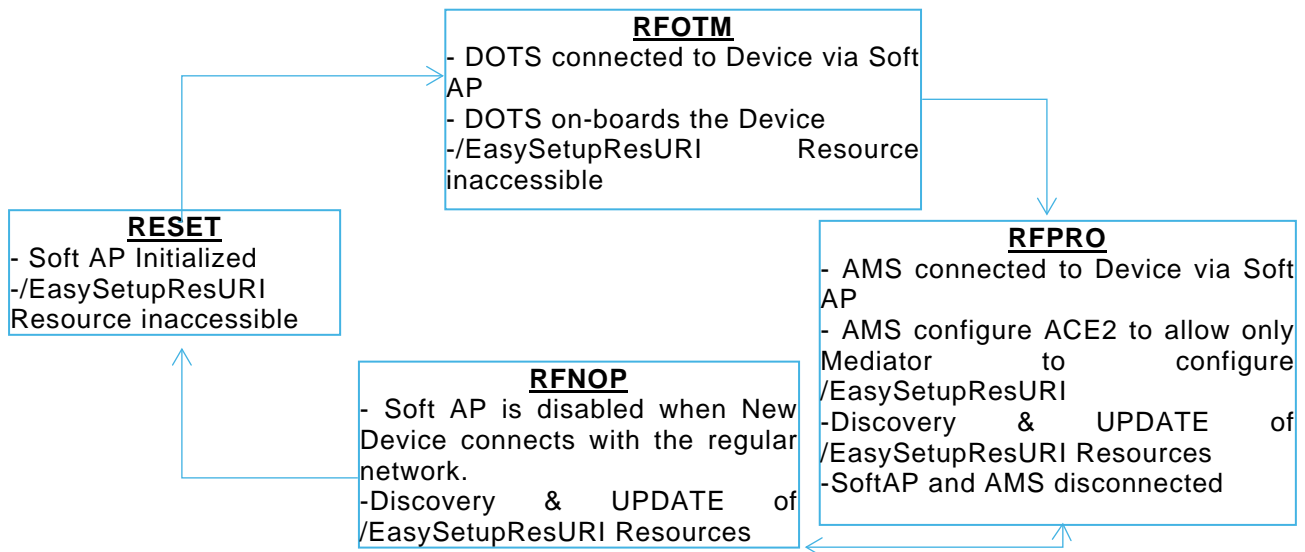 RFOTM
- DOTS connected to Device via Soft
AP
- DOTS on-boards the Device
-/EasySetupResURI Resource
inaccessible
RESET
- Soft AP Initialized
-/EasySetupResURI
Resource inaccessible
RFPRO
- AMS connected to Device via Soft
AP
- AMS configure ACE2 to allow only
Mediator to configure
/EasySetupResURI
-Discovery & UPDATE of
/EasySetupResURI Resources
-SoftAP and AMS disconnected
RFNOP
- Soft AP is disabled when New
Device connects with the regular
network.
-Discovery & UPDATE of
/EasySetupResURI Resources